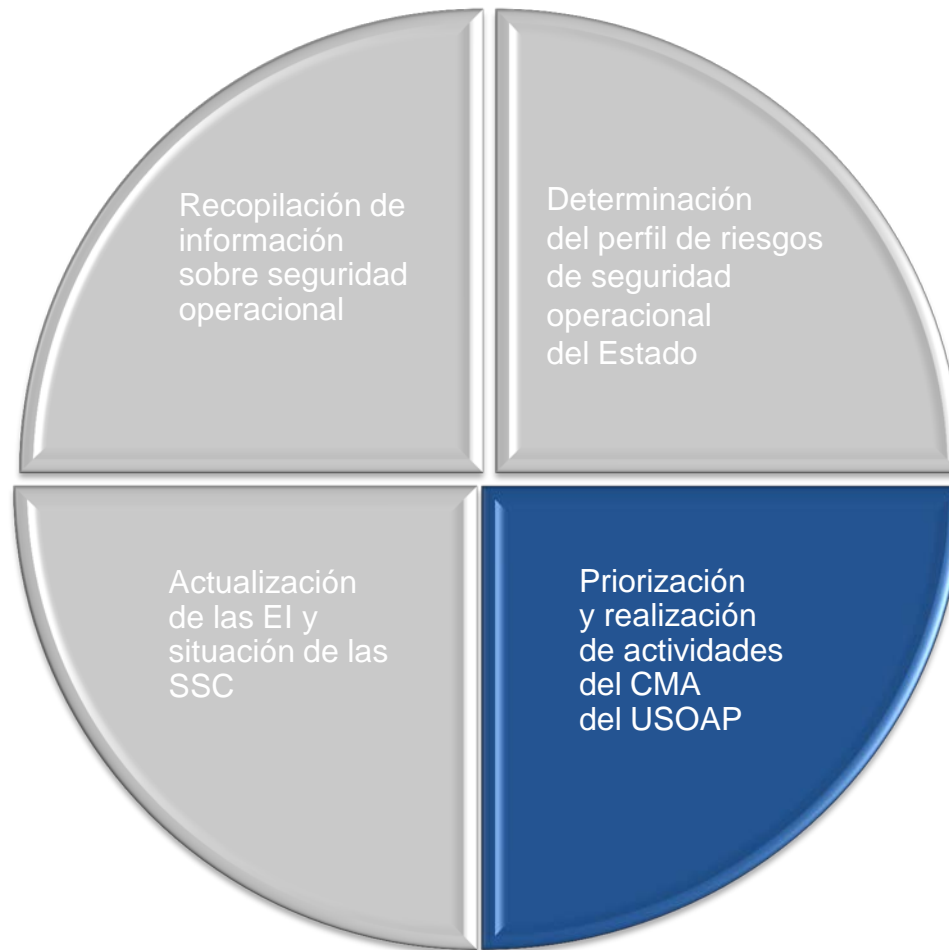 Recopilación de
información
sobre seguridad
operacional
Determinación
del perfil de riesgos
de seguridad
operacional
del Estado
Actualización
de las EI y
situación de las
SSC
Priorización
y realización
de actividades
del CMA
del USOAP